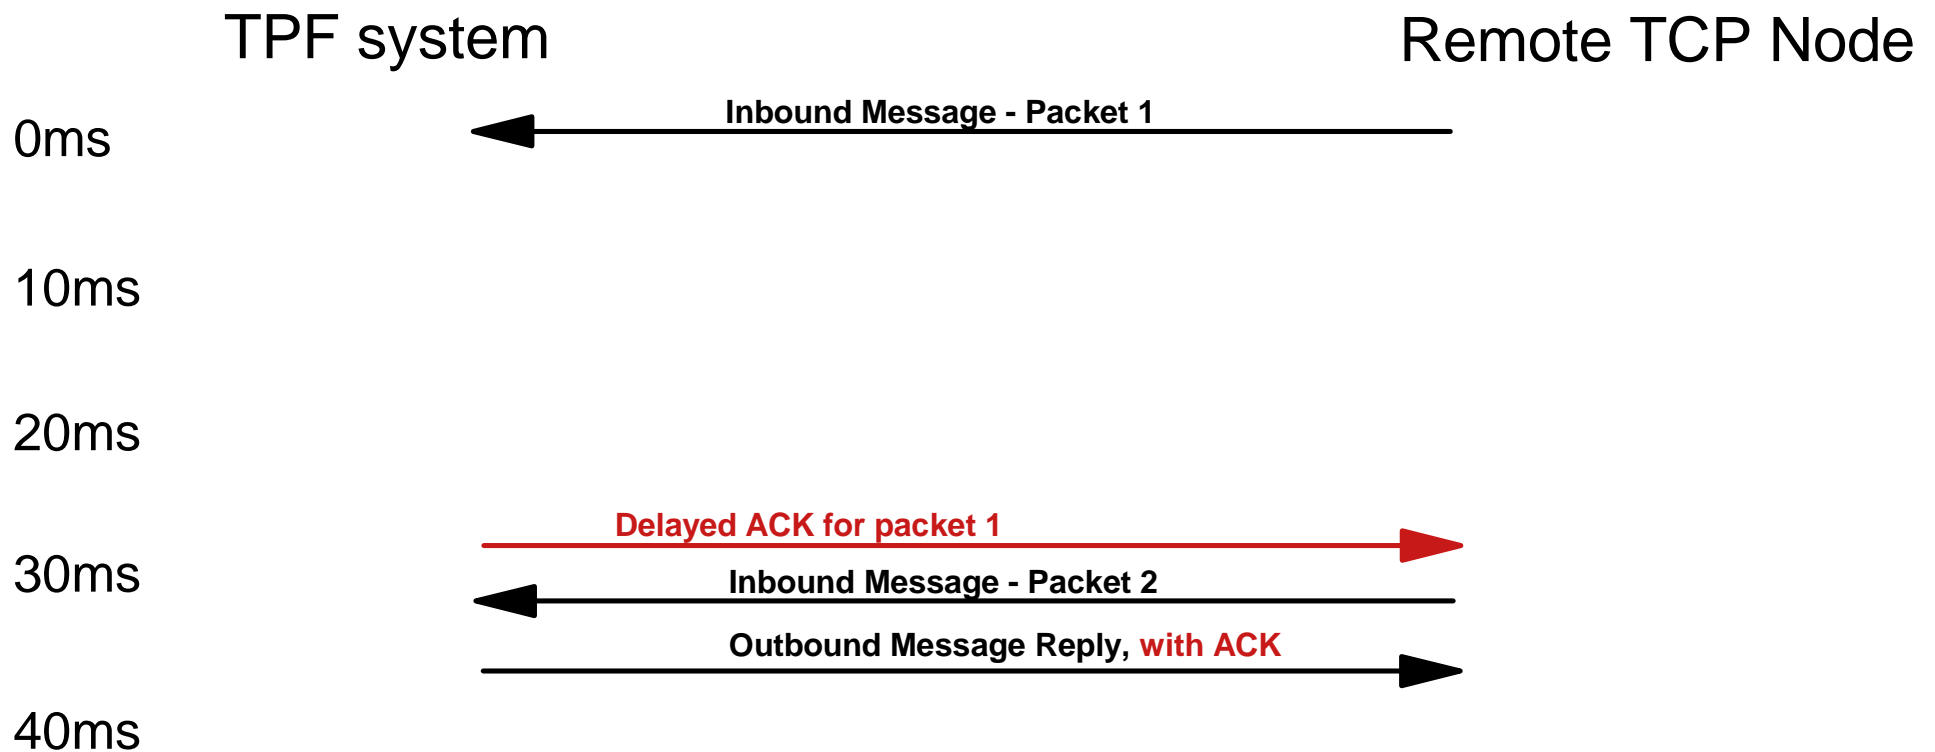 TPF system
Remote TCP Node
Inbound Message - Packet 1
0ms
10ms
20ms
Delayed ACK for packet 1
30ms
Inbound Message - Packet 2
Outbound Message Reply, with ACK
40ms